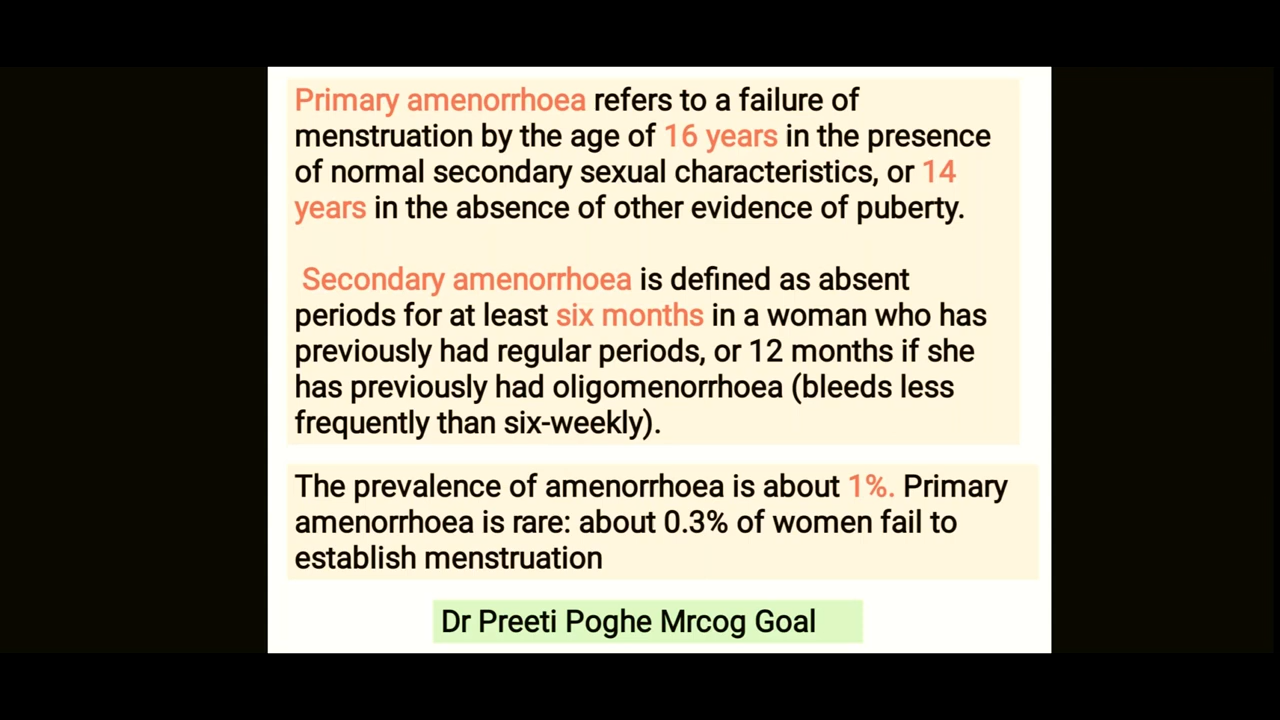 Primary amenorrhoea refers to a failure of
menstruation by the age of 16 years in the presence
of normal secondary sexual characteristics, or 14
years in the absence of other evidence of puberty.
Secondary amenorrhoea is defined as absent
periods for at least six months in a woman who has
previously had regular periods, or 12 months if she
has previously had oligomenorrhoea (bleeds less
frequently than six-weekly).
The prevalence of amenorrhoea is about 1%. Primary
amenorrhoea is rare: about 0.3% of women fail to
establish menstruation
Dr Preeti Poghe Mrcog Goal